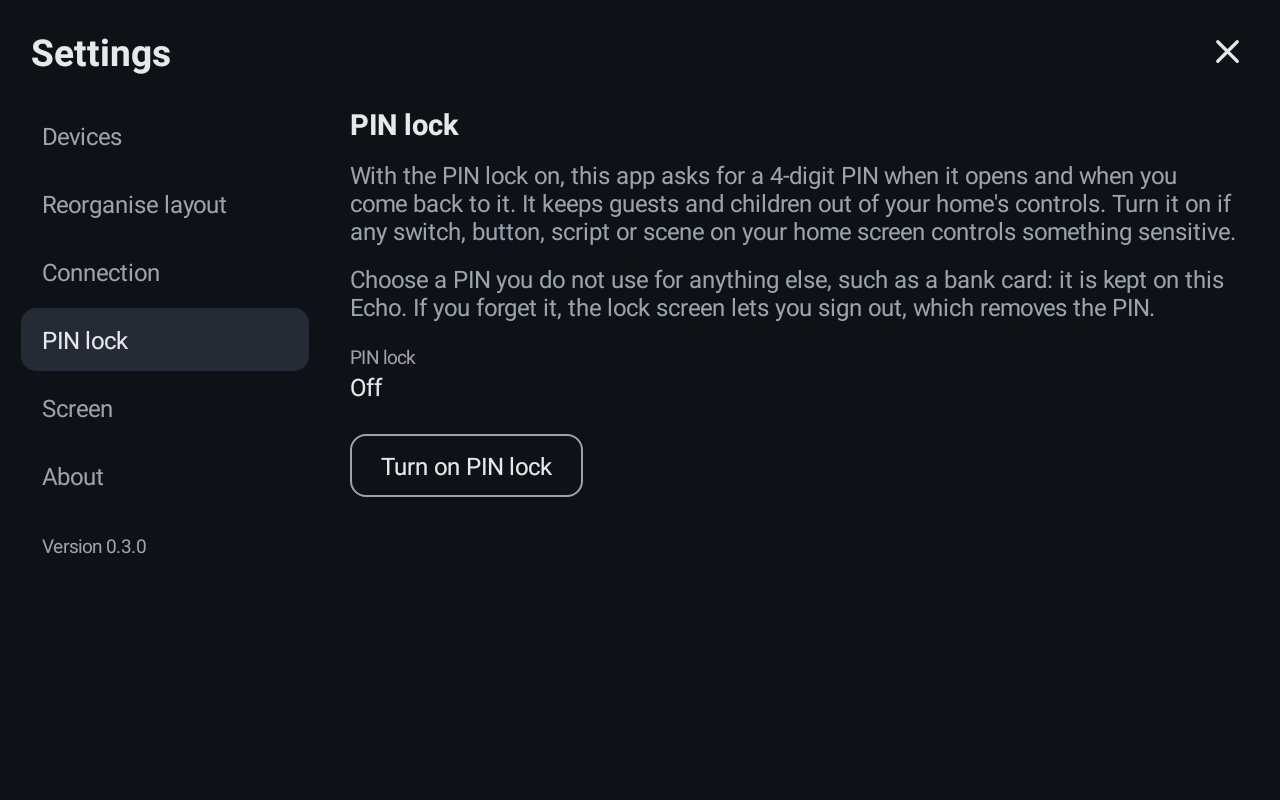 Settings
Devices
Reorganise layout
Connection
PIN lock
Screen
About
Version 0.3.0
PIN lock
With the PIN lock on, this app asks for a 4-digit PIN when it opens and when you
come back to it. It keeps guests and children out of your home's controls. Turn it on if
any switch, button, script or scene on your home screen controls something sensitive.
Choose a PIN you do not use for anything else, such as a bank card: it is kept on this
Echo. If you forget it, the lock screen lets you sign out, which removes the PIN.
PIN lock
Off
Turn on PIN lock